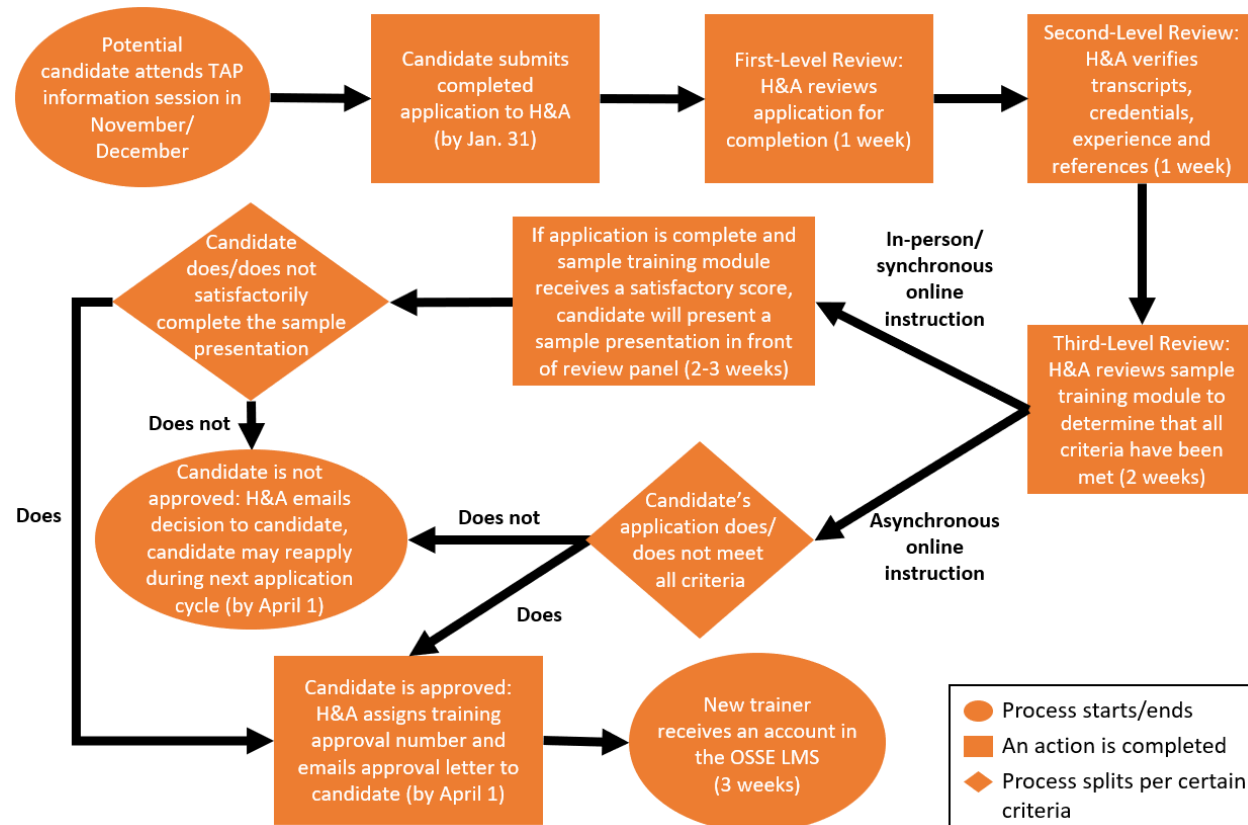 Potential
candidate attends TAP
information session in
November/
December
Candidate submits
completed
application to H&A
(by Jan. 31)
First-Level Review:
H&A reviews
application for
completion (1 week)
Second-Level Review:
H&A verifies
transcripts,
credentials,
experience and
references (1 week)
Third-Level Review:
H&A reviews sample
training module to
determine that all
criteria have been
met (2 weeks)
In-person/
synchronous
online
instruction
If application is complete and
sample training module
receives a satisfactory score,
candidate will present a
sample presentation in front
of review panel (2-3 weeks)
Candidate
does/does not
satisfactorily
complete the sample
presentation
Does not
Does
Candidate is not
approved: H&A emails
decision to candidate,
candidate may reapply
during next application
cycle (by April 1)
Asynchronous
online
instruction
Candidate's
application does/
does not meet
all criteria
Does not
Does
Candidate is approved:
H&A assigns training
approval number and
emails approval letter to
candidate (by April 1)
New trainer
receives an account in
the OSSE LMS
(3 weeks)
Process starts/ends
An action is completed
Process splits per certain
criteria